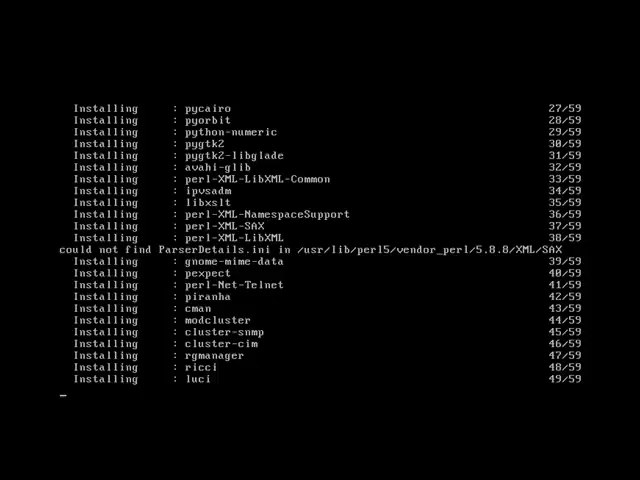 Installing : pycairo 27/59
Installing : pyorbit 28/59
Installing : python-numeric 29/59
Installing : pygtk2 30/59
Installing : pygtk2-libglade 31/59
Installing : avahi-glib 32/59
Installing : perl-XML-LibXML-Common 33/59
Installing : ipvsadm 34/59
Installing : libxslt 35/59
Installing : perl-XML-NamespaceSupport 36/59
Installing : perl-XML-SAX 37/59
Installing : perl-XML-LibXML 38/59
could not find ParserDetails.ini in /usr/lib/perl5/vendor_perl/5.8.8/XML/SAX
Installing : gnome-mime-data 39/59
Installing : pexpect 40/59
Installing : perl-Net-Telnet 41/59
Installing : piranha 42/59
Installing : cman 43/59
Installing : modcluster 44/59
Installing : cluster-snmp 45/59
Installing : cluster-cim 46/59
Installing : rgmanager 47/59
Installing : ricci 48/59
Installing : luci 49/59